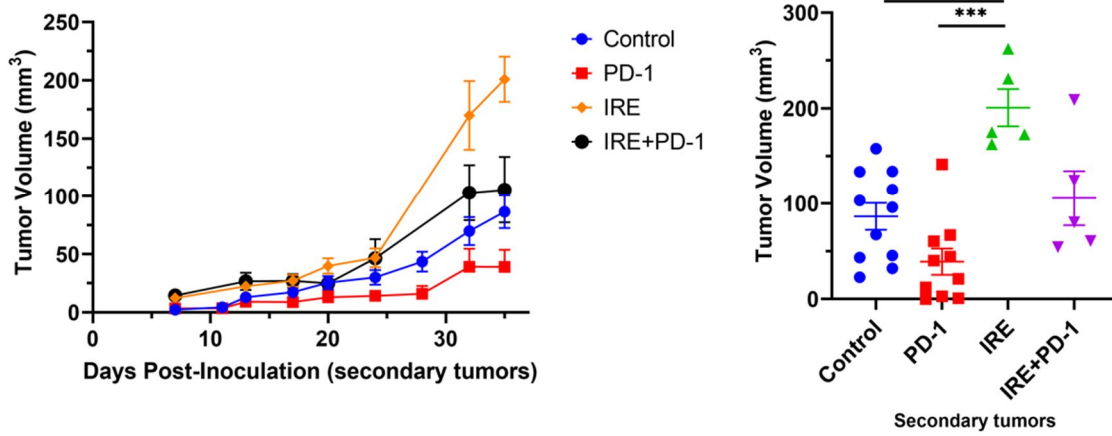 250
200
150
100
50
0
Tumor Volume (mm³)
0 10 20 30
Days Post-Inoculation (secondary tumors)
Control
PD-1
IRE
IRE+PD-1
***
300
200
100
0
Tumor Volume (mm³)
Control
PD-1
IRE
IRE+PD-1
Secondary tumors